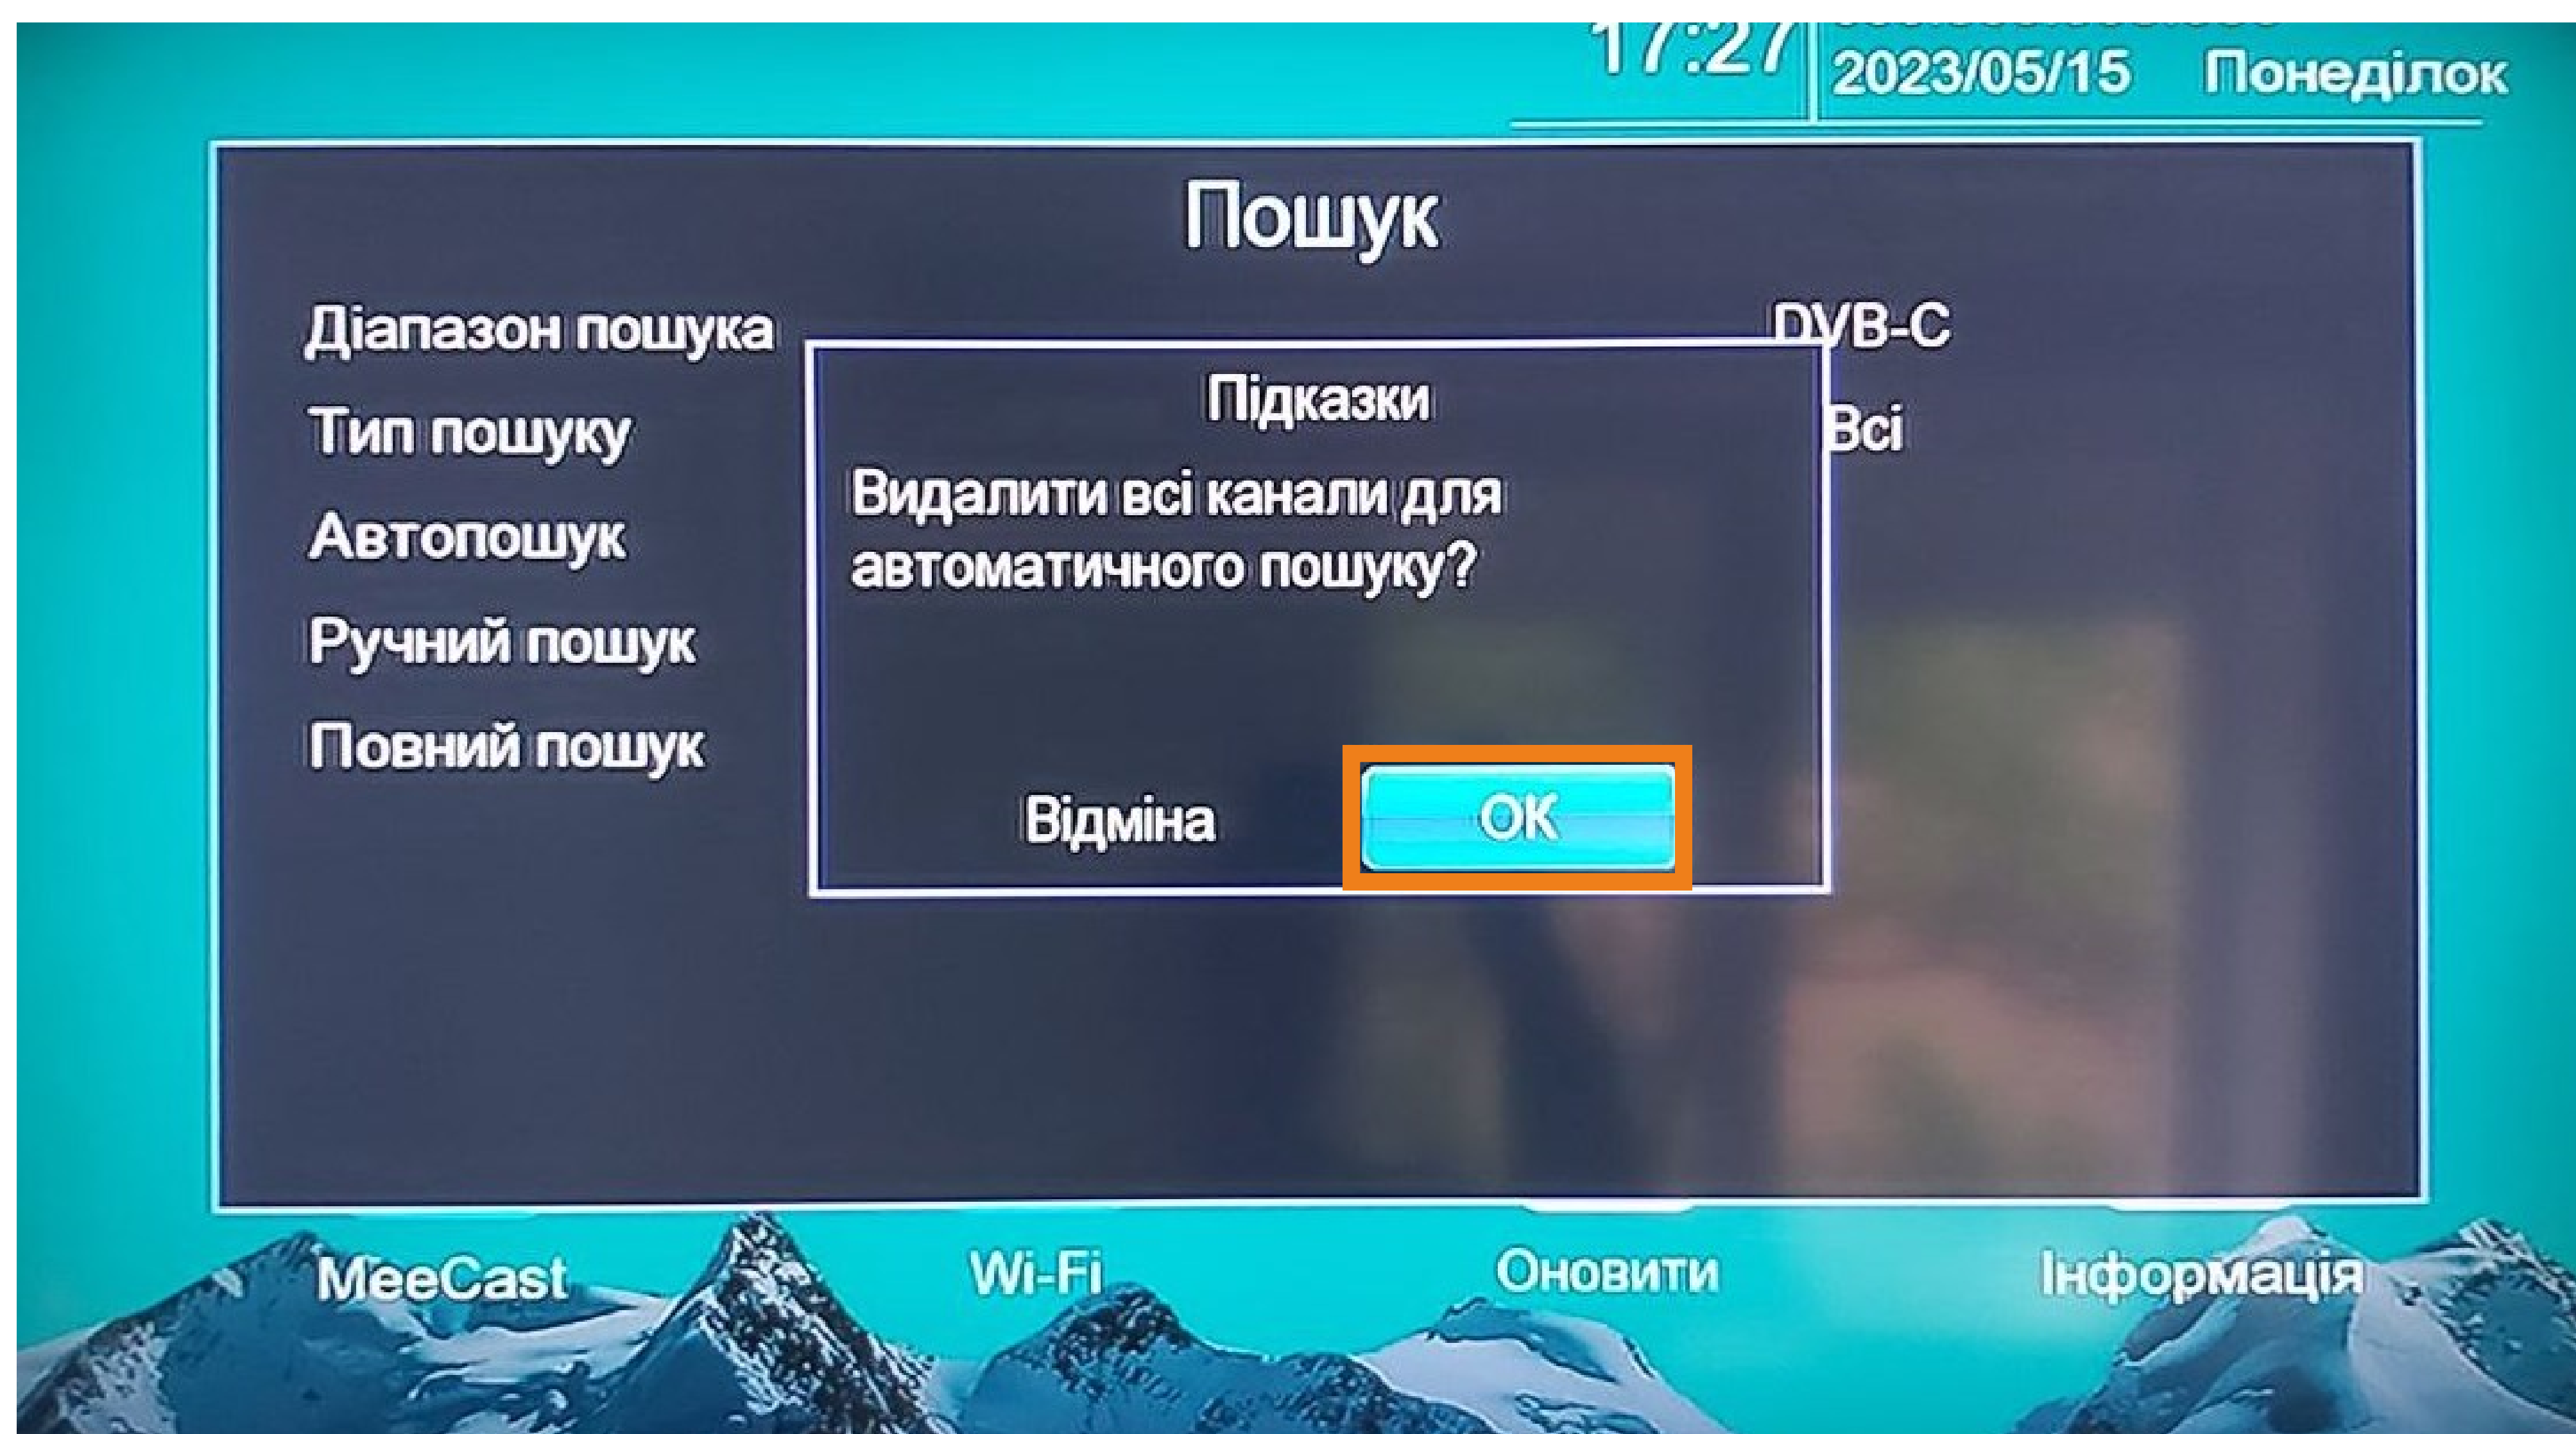 17:27
2023/05/15 Понеділок
Пошук
Діапазон пошука DVB-C
Тип пошуку Всі
Автопошук
Ручний пошук
Повний пошук
Підказки
Видалити всі канали для
автоматичного пошуку?
Відміна OK
MeeCast Wi-Fi Оновити Інформація